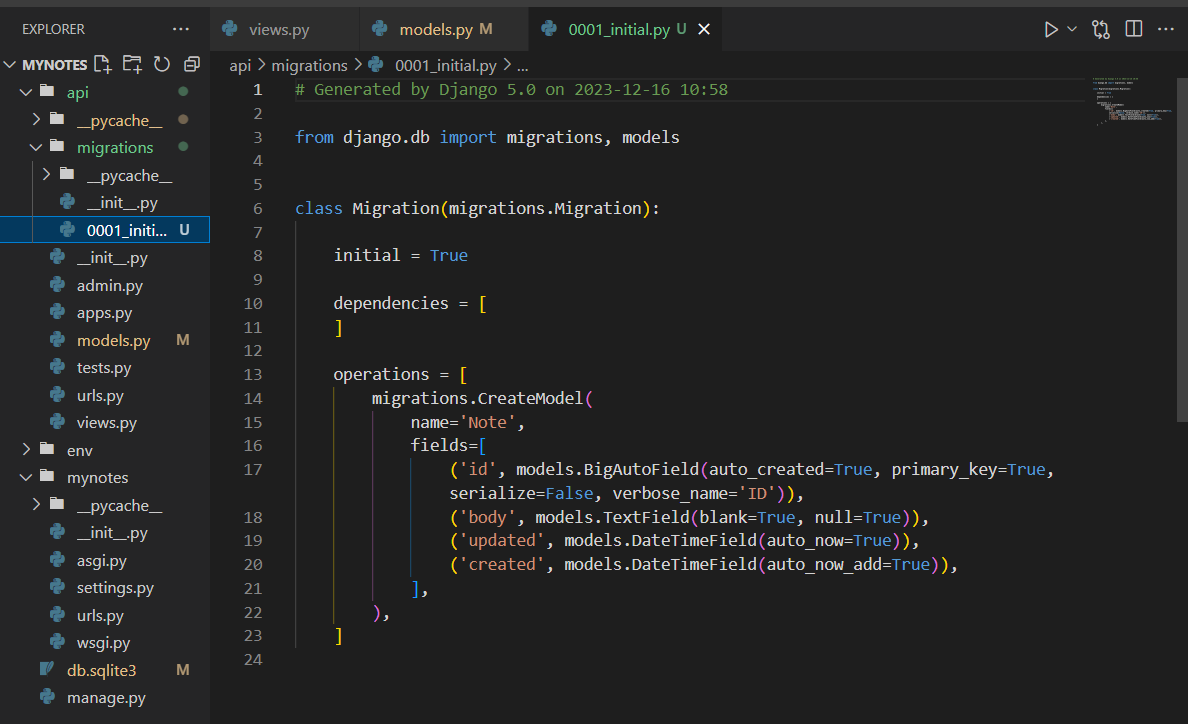 EXPLORER
views.py
models.py M
0001_initial.py U
MYNOTES
api > migrations > 0001_initial.py > ...
api
__pycache__
migrations
__pycache__
__init__.py
0001_initi... U
__init__.py
admin.py
apps.py
models.py M
tests.py
urls.py
views.py
env
mynotes
__pycache__
__init__.py
asgi.py
settings.py
urls.py
wsgi.py
db.sqlite3 M
manage.py
1 # Generated by Django 5.0 on 2023-12-16 10:58
2
3 from django.db import migrations, models
4
5
6 class Migration(migrations.Migration):
7
8     initial = True
9
10     dependencies = [
11     ]
12
13     operations = [
14         migrations.CreateModel(
15             name='Note',
16             fields=[
17                 ('id', models.BigAutoField(auto_created=True, primary_key=True,
                serialize=False, verbose_name='ID')),
18                 ('body', models.TextField(blank=True, null=True)),
19                 ('updated', models.DateTimeField(auto_now=True)),
20                 ('created', models.DateTimeField(auto_now_add=True)),
21             ],
22         ),
23     ]
24